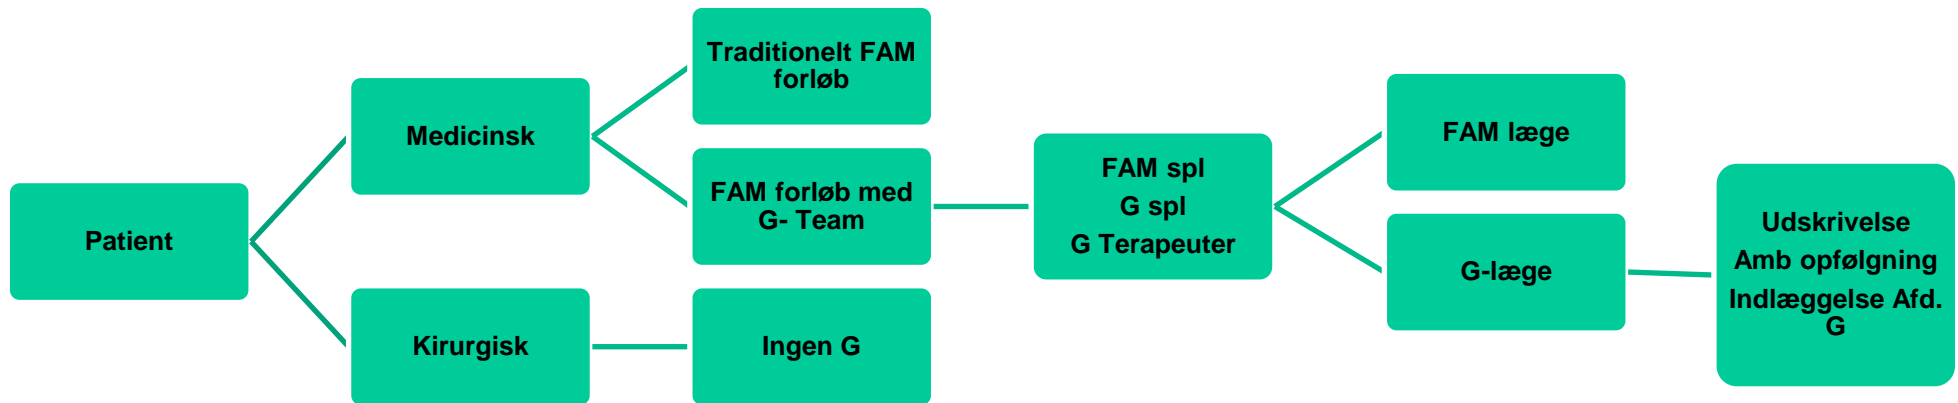 Patient
Medicinsk
Kirurgisk
Traditionelt FAM
forløb
FAM forløb med
G- Team
Ingen G
FAM spl
G spl
G Terapeuter
FAM læge
G-læge
Udskrivelse
Amb opfølgning
Indlæggelse Afd.
G